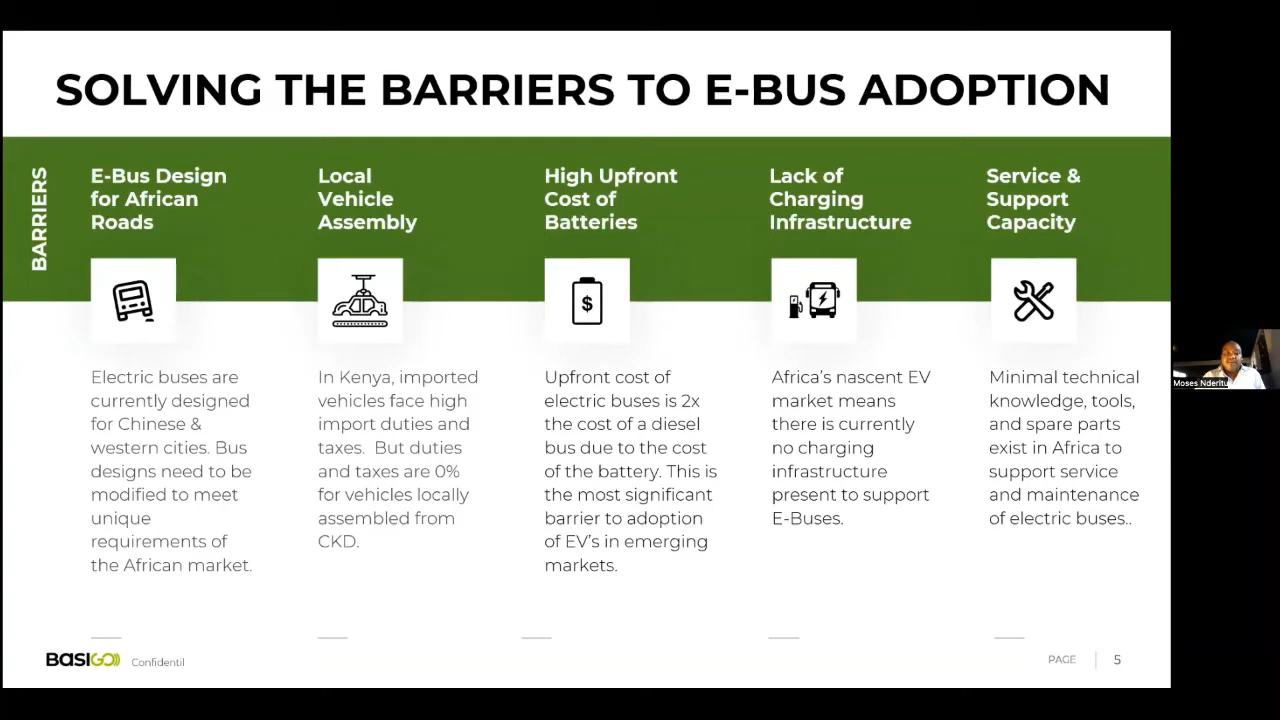 SOLVING THE BARRIERS TO E-BUS ADOPTION
BARRIERS
E-Bus Design
for African
Roads
Electric buses are
currently designed
for Chinese &
western cities. Bus
designs need to be
modified to meet
unique
requirements of
the African market.
Local
Vehicle
Assembly
In Kenya, imported
vehicles face high
import duties and
taxes.  But duties
and taxes are 0%
for vehicles locally
assembled from
CKD.
High Upfront
Cost of
Batteries
$
Upfront cost of
electric buses is 2x
the cost of a diesel
bus due to the cost
of the battery. This is
the most significant
barrier to adoption
of EV's in emerging
markets.
Lack of
Charging
Infrastructure
Africa's nascent EV
market means
there is currently
no charging
infrastructure
present to support
E-Buses.
Service &
Support
Capacity
Minimal technical
knowledge, tools,
and spare parts
exist in Africa to
support service
and maintenance
of electric buses..
Moses Nderitu
BASIGO
Confidentil
PAGE
5